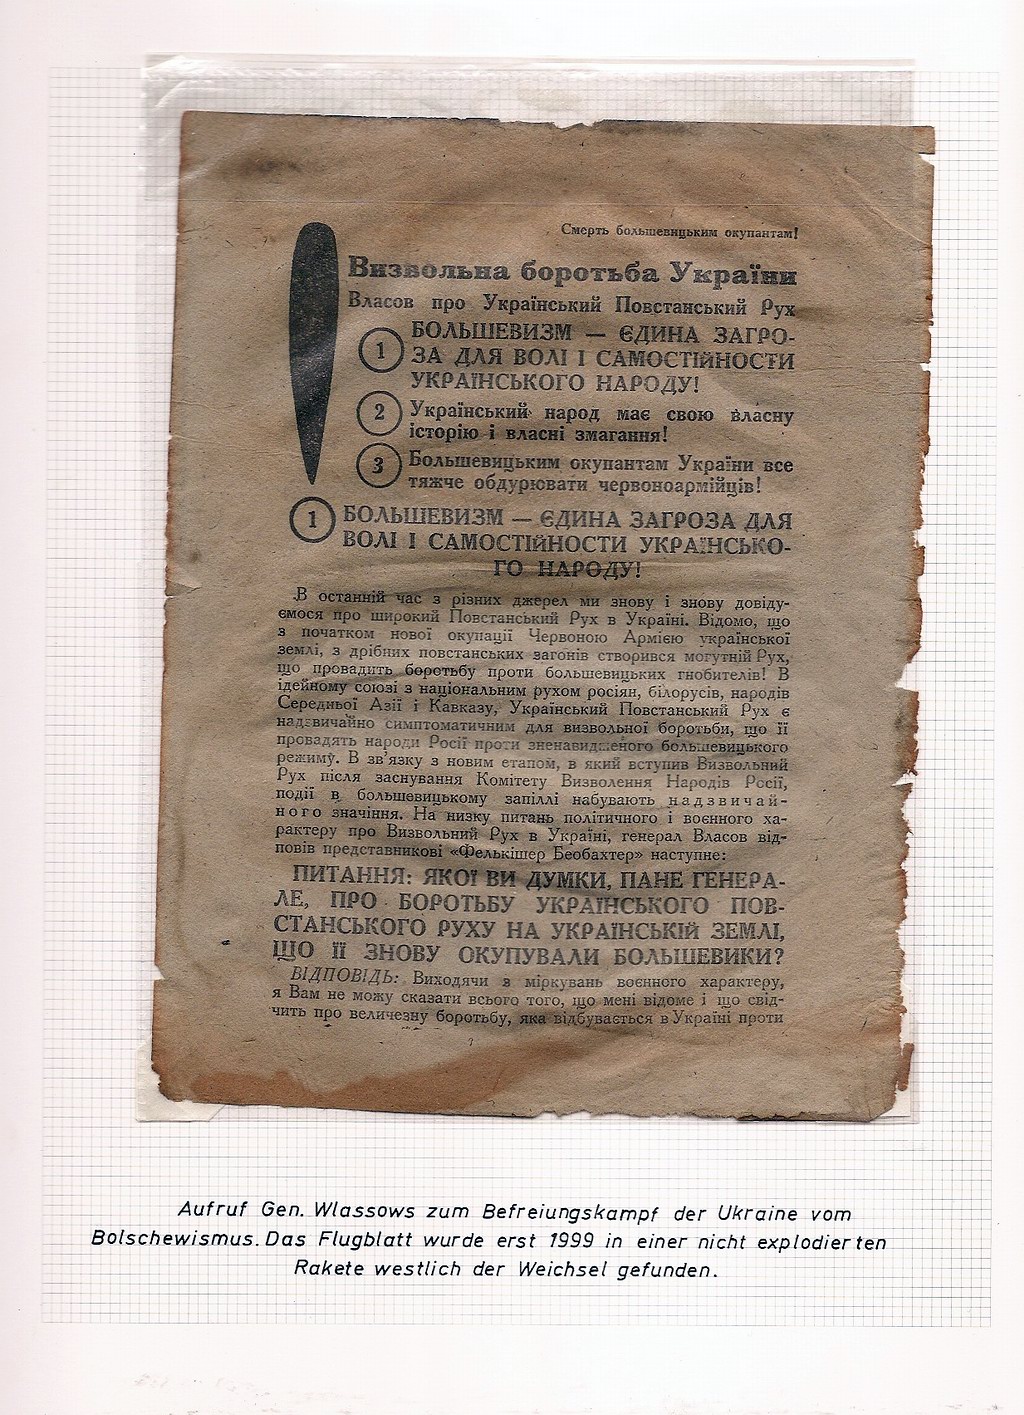 Смерть большевицьким окупантам!
Визвольна боротьба України
Власов про Український Повстанський Рух
1 БОЛЬШЕВИЗМ — ЄДИНА ЗАГРО-
ЗА ДЛЯ ВОЛІ І САМОСТІЙНОСТИ
УКРАЇНСЬКОГО НАРОДУ!
2 Український народ має свою власну
історію і власні змагання!
3 Большевицьким окупантам України все
тяжче обдурювати червоноармійців!
1 БОЛЬШЕВИЗМ — ЄДИНА ЗАГРОЗА ДЛЯ
ВОЛІ І САМОСТІЙНОСТИ УКРАЇНСЬКО-
ГО НАРОДУ!
В останній час з різних джерел ми знову і знову довіду-
ємося про широкий Повстанський Рух в Україні. Відомо, що
з початком нової окупації Червоною Армією української
землі, з дрібних повстанських загонів створився могутній Рух,
що провадить боротьбу проти большевицьких гнобителів! В
ідейному союзі з національним рухом росіян, білорусів, народів
Середньої Азії і Кавказу, Український Повстанський Рух є
надзвичайно симптоматичним для визвольної боротьби, що її
провадять народи Росії проти зненавидженого большевицького
режиму. В зв'язку з новим етапом, в який вступив Визвольний
Рух після заснування Комітету Визволення Народів Росії,
події в большевицькому запіллі набувають надзвичай-
ного значіння. На низку питань політичного і воєнного ха-
рактеру про Визвольний Рух в Україні, генерал Власов від-
повів представникові «Фелькішер Беобахтер» наступне:
ПИТАННЯ: ЯКОЇ ВИ ДУМКИ, ПАНЕ ГЕНЕРА-
ЛЕ, ПРО БОРОТЬБУ УКРАЇНСЬКОГО ПОВ-
СТАНСЬКОГО РУХУ НА УКРАЇНСЬКІЙ ЗЕМЛІ,
ЩО ЇЇ ЗНОВУ ОКУПУВАЛИ БОЛЬШЕВИКИ?
ВІДПОВІДЬ: Виходячи з міркувань воєнного характеру,
я Вам не можу сказати всього того, що мені відоме і що свід-
чить про величезну боротьбу, яка відбувається в Україні проти
Aufruf Gen. Wlassows zum Befreiungskampf der Ukraine vom
Bolschewismus. Das Flugblatt wurde erst 1999 in einer nicht explodierten
Rakete westlich der Weichsel gefunden.